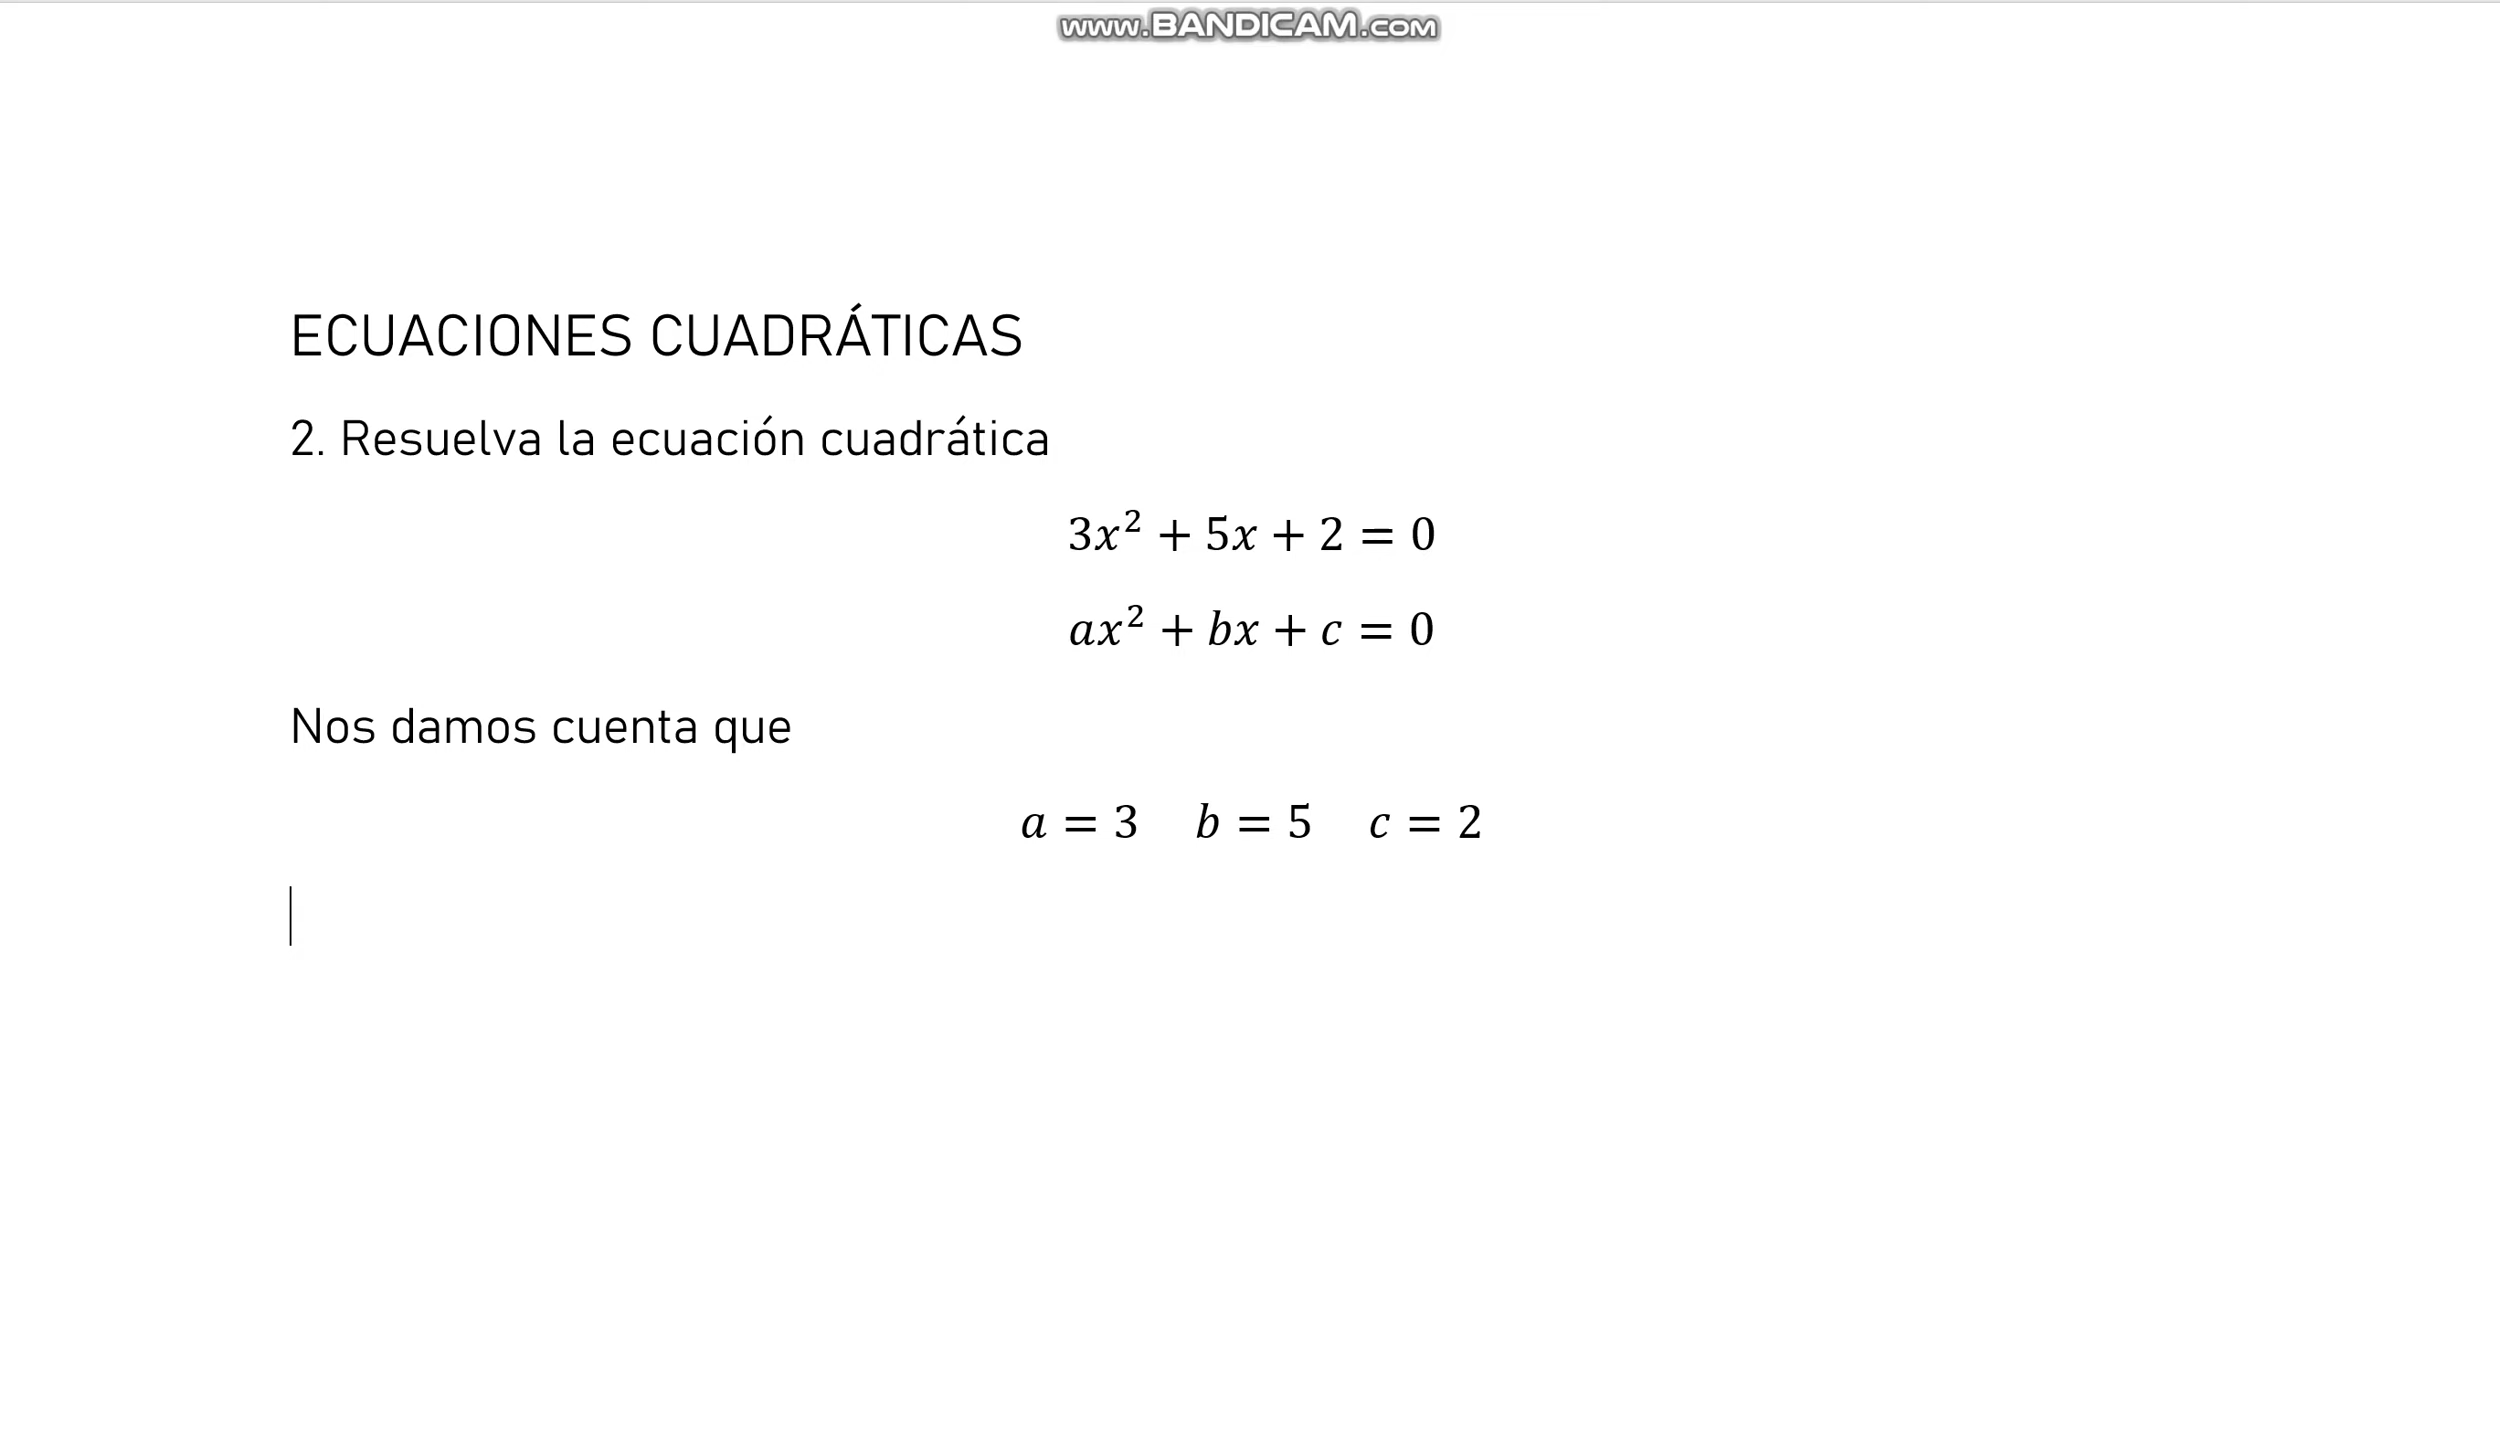 www.BANDICAM.com
ECUACIONES CUADRÁTICAS
2. Resuelva la ecuación cuadrática
3x² + 5x + 2 = 0
ax² + bx + c = 0
Nos damos cuenta que
a = 3 b = 5 c = 2